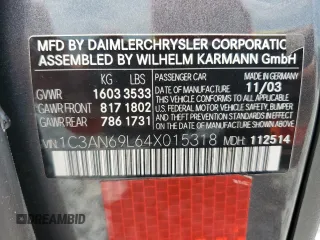 MFD BY DAIMLERCHRYSLER CORPORATION
ASSEMBLED BY WILHELM KARMANN GmbH
KG LBS
PASSENGER CAR
MADE IN GERMANY
11/03
GVWR 1603 3533
GAWR FRONT 817 1802
GAWR REAR 786 1731
THIS VEHICLE CONFORMS TO ALL APPLICABLE FEDERAL MOTOR VEHICLE SAFETY, BUMPER, AND THEFT PREVENTION STANDARDS IN EFFECT ON THE DATE OF MANUFACTURE SHOWN ABOVE
VIN: 1C3AN69L64X015318 MDH: 112514
© AutoBidMaster